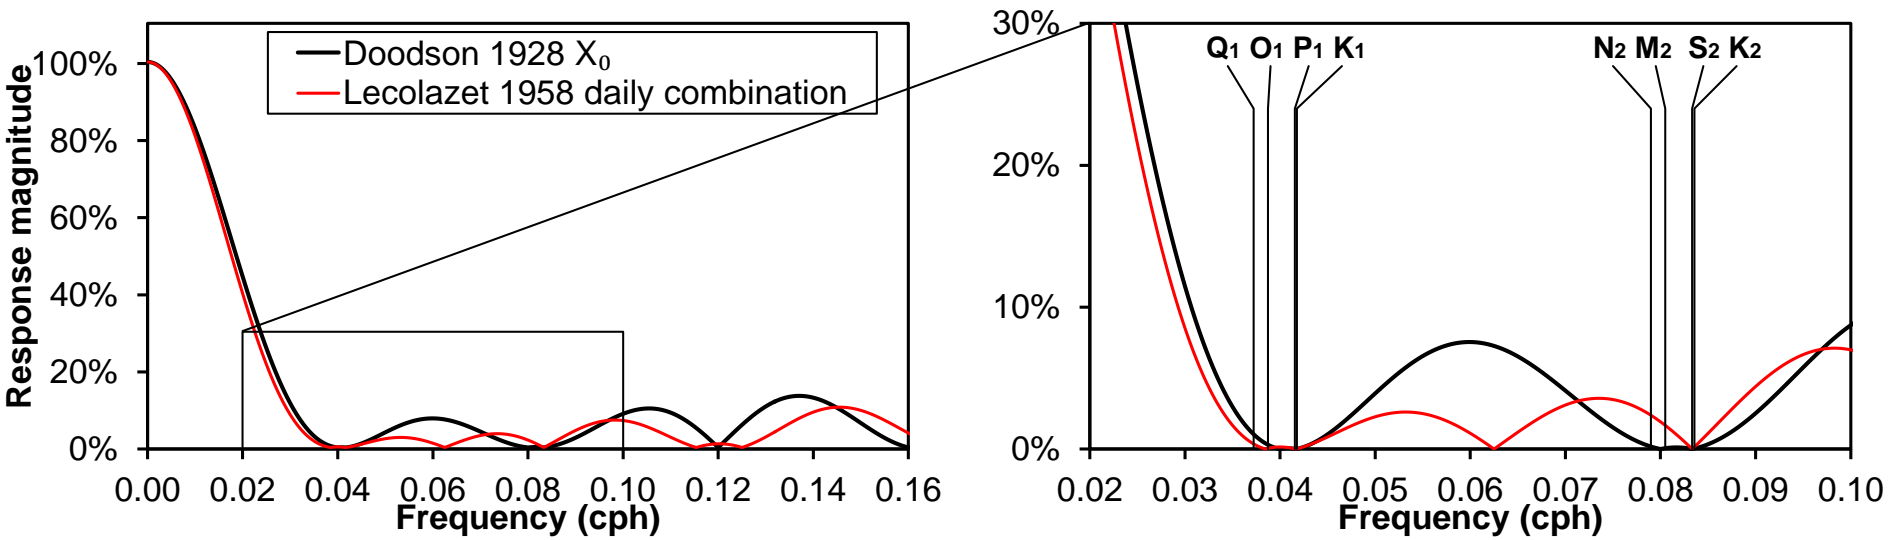 Response magnitude
100%
80%
60%
40%
20%
0%
Doodson 1928 X₀
Lecolazet 1958 daily combination
0.00 0.02 0.04 0.06 0.08 0.10 0.12 0.14 0.16
Frequency (cph)
30%
20%
10%
0%
Q1 O1 P1 K1 N2 M2 S2 K2
0.02 0.03 0.04 0.05 0.06 0.07 0.08 0.09 0.10
Frequency (cph)